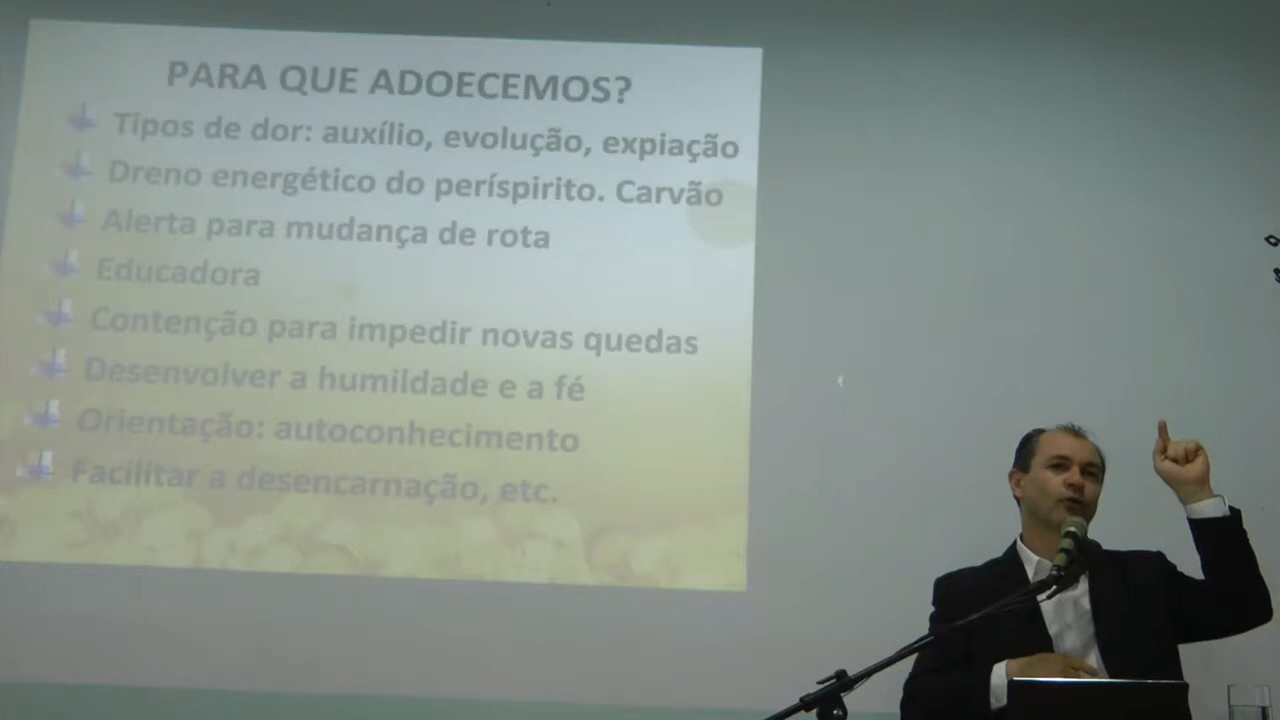 PARA QUE ADOECEMOS?
Tipos de dor: auxílio, evolução, expiação
Dreno energético do períspirito. Carvão
Alerta para mudança de rota
Educadora
Contenção para impedir novas quedas
Desenvolver a humildade e a fé
Orientação: autoconhecimento
Facilitar a desencarnação, etc.